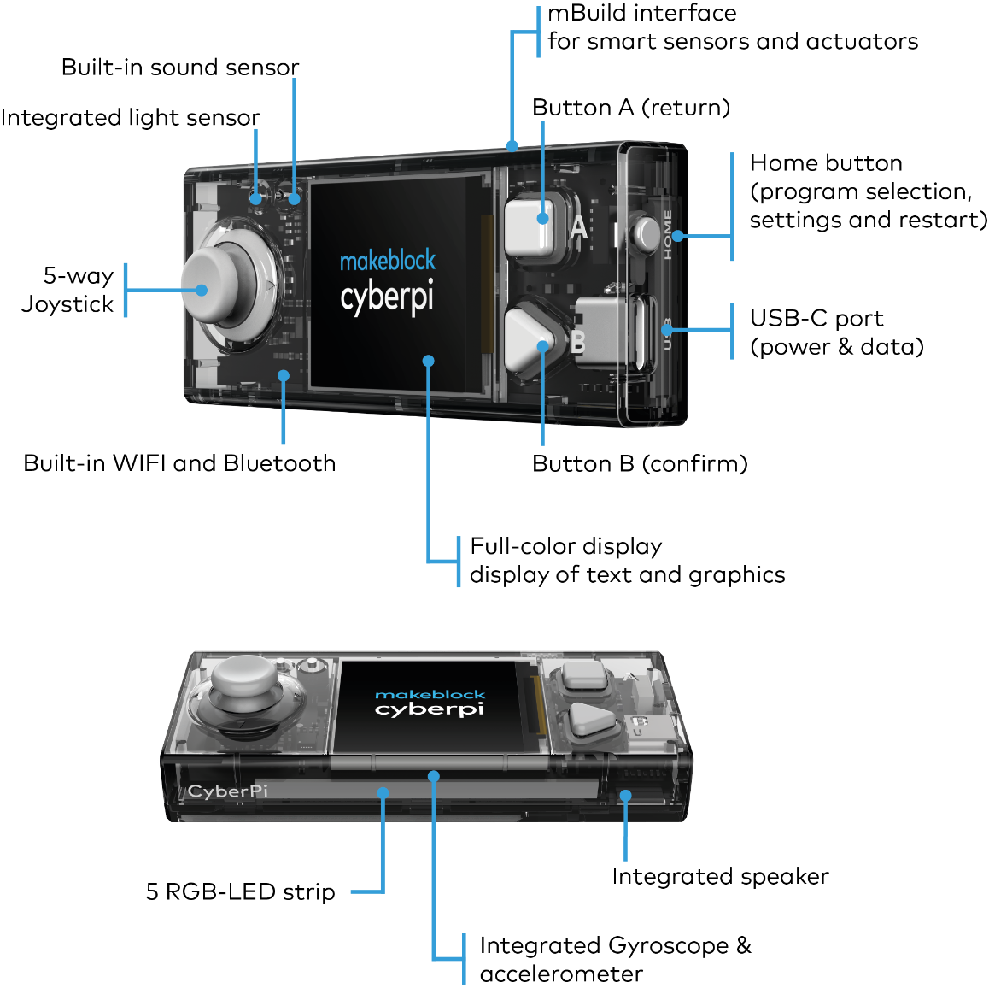 mBuild interface
for smart sensors and actuators
Built-in sound sensor
Button A (return)
Integrated light sensor
Home button
(program selection,
settings and restart)
A
HOME
makeblock
cyberpi
5-way
Joystick
USB-C port
(power & data)
USB
B
Built-in WIFI and Bluetooth
Button B (confirm)
Full-color display
display of text and graphics
makeblock
cyberpi
A
B
CyberPi
Integrated speaker
5 RGB-LED strip
Integrated Gyroscope &
accelerometer